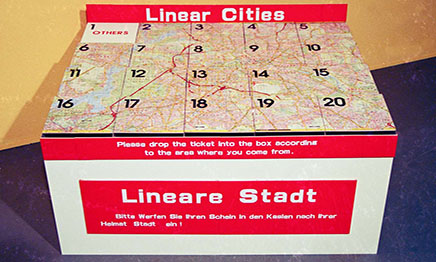 Linear Cities
1 2 3 4 5
OTHERS
6 7 8 9 10
11 12 13 14 15
16 17 18 19 20
Please drop the ticket into the box according
to the area where you come from.
Lineare Stadt
Bitte Werfen Sie Ihren Schein in den Kasten nach Ihrer
Heimet Stadt ein!